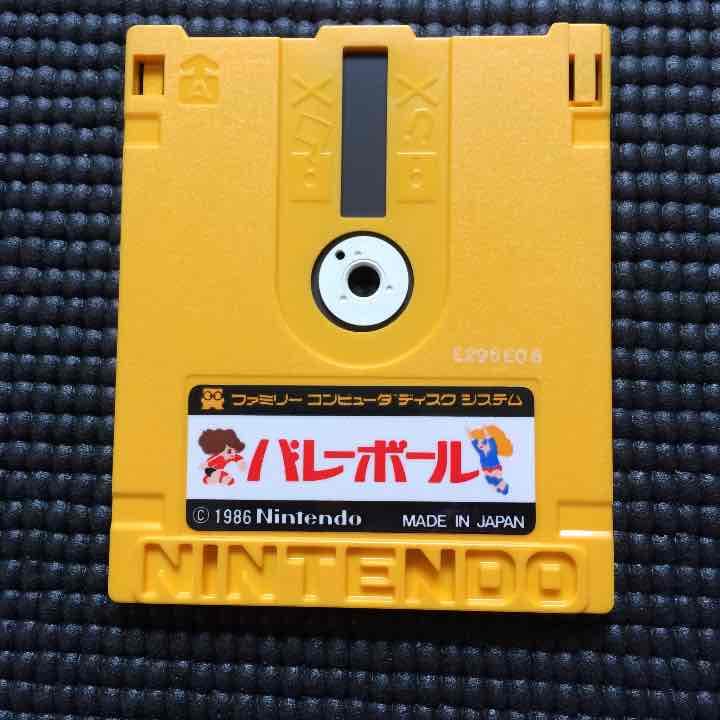 A
E296E06
ファミリー コンピュータ ディスク システム
バレーボール
© 1986 Nintendo MADE IN JAPAN
NINTENDO